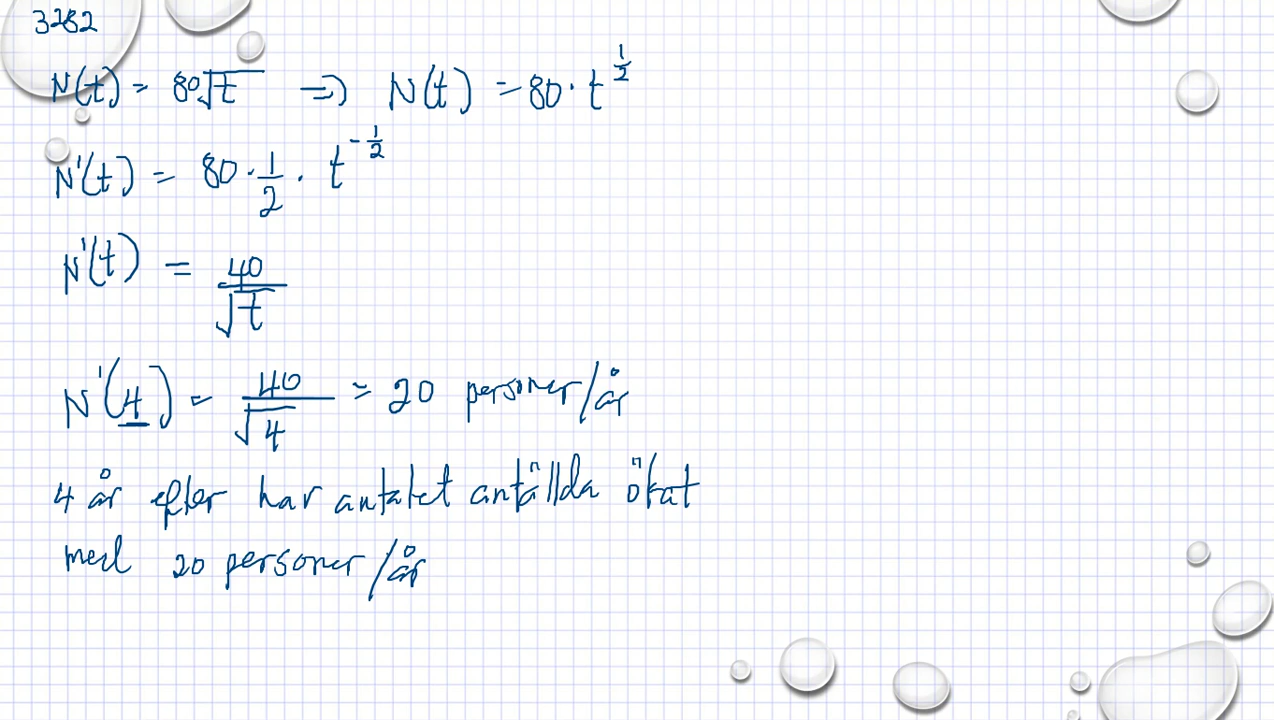 3282
N(t) = 80√t ⇒ N(t) = 80 · t^(1/2)
N'(t) = 80 · 1/2 · t^(-1/2)
N'(t) = 40/√t
N'(4) = 40/√4 = 20 personer/år
4 år efter har antalet antällda ökat
med 20 personer/år